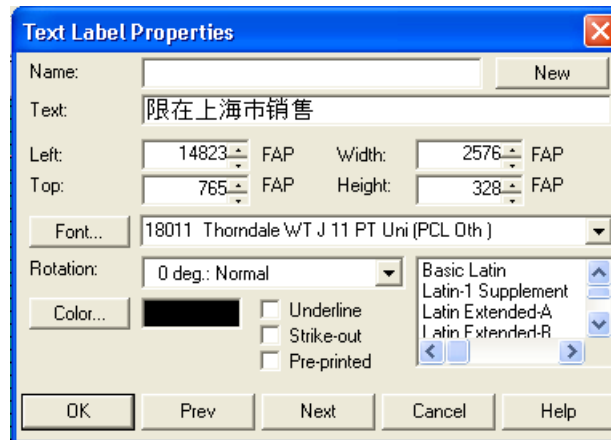 Text Label Properties
Name: New
Text: 限在上海市销售
Left: 14823 FAP Width: 2576 FAP
Top: 765 FAP Height: 328 FAP
Font... 18011 Thorndale WT J 11 PT Uni (PCL Oth )
Rotation: 0 deg.: Normal Basic Latin
Latin-1 Supplement
Color... Underline Latin Extended-A
Strike-out Latin Extended-B
Pre-printed
OK Prev Next Cancel Help